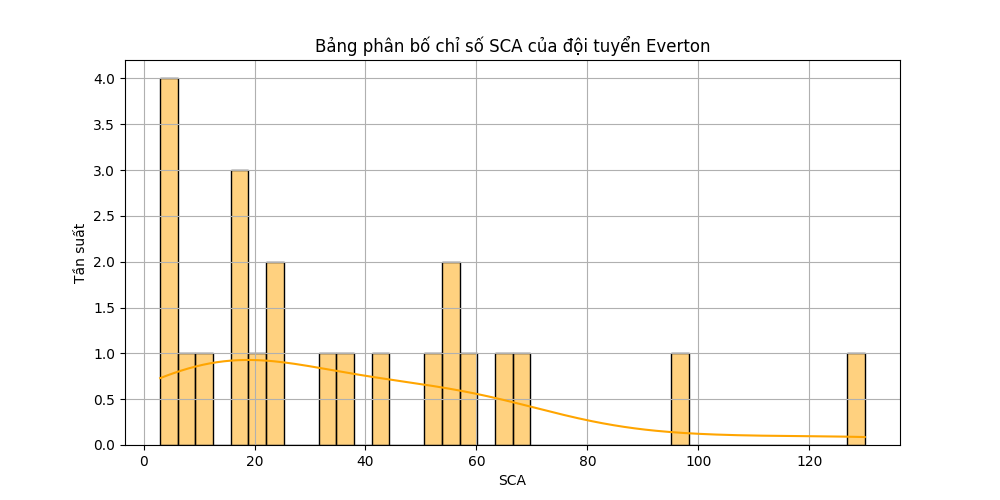 Bảng phân bố chỉ số SCA của đội tuyển Everton
4.0
3.5
3.0
2.5
2.0
1.5
1.0
0.5
0.0
Tần suất
0 20 40 60 80 100 120
SCA